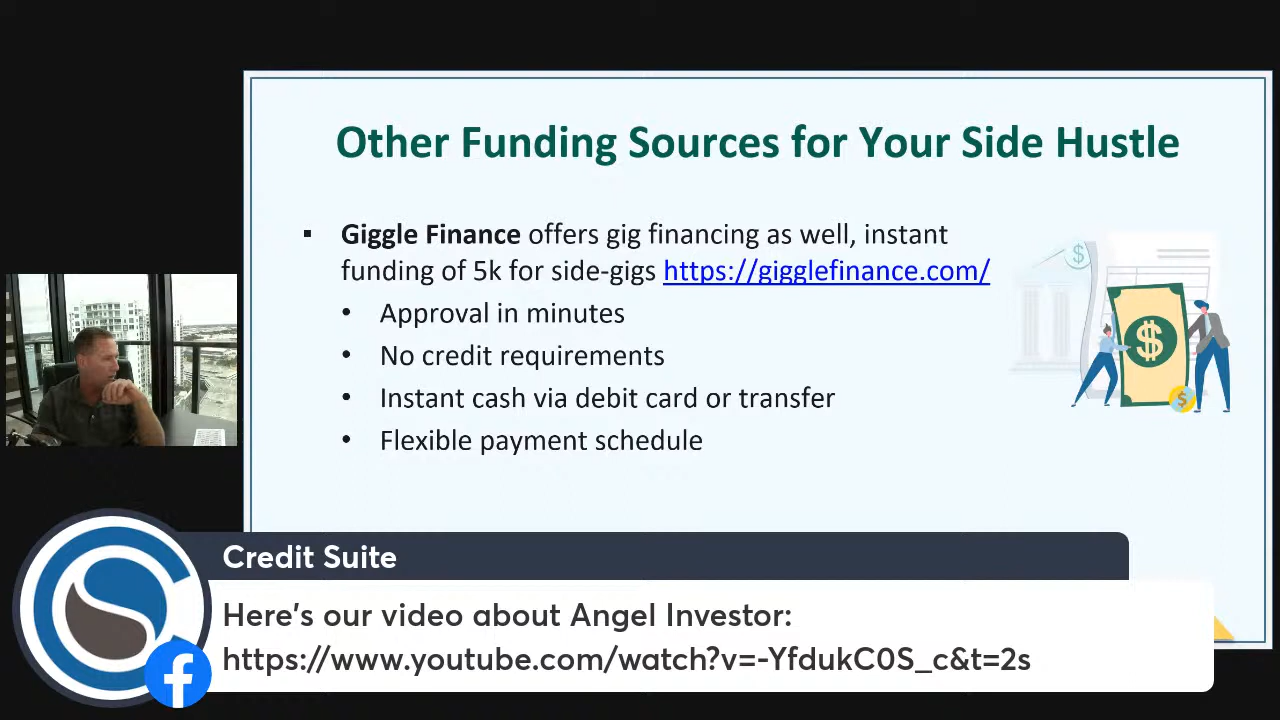 Other Funding Sources for Your Side Hustle
▪ Giggle Finance offers gig financing as well, instant
funding of 5k for side-gigs https://gigglefinance.com/
• Approval in minutes
• No credit requirements
• Instant cash via debit card or transfer
• Flexible payment schedule
Credit Suite
Here's our video about Angel Investor:
https://www.youtube.com/watch?v=-YfdukC0S_c&t=2s